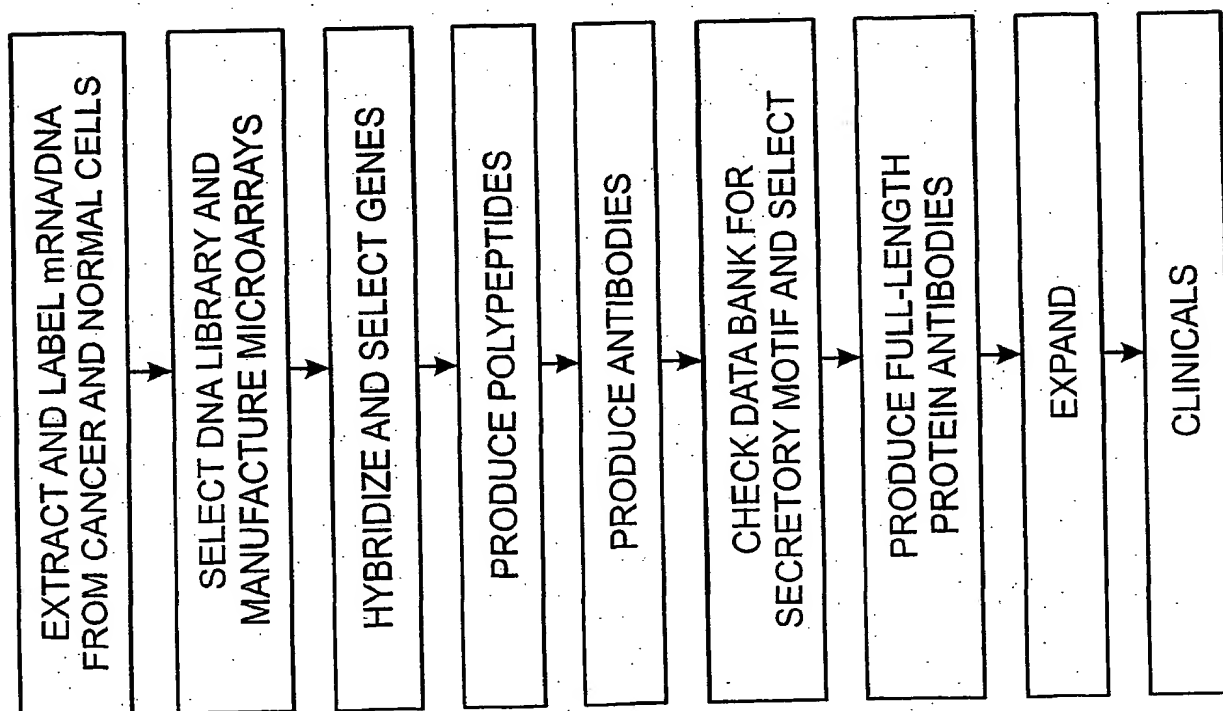 EXTRACT AND LABEL mRNA/DNA
FROM CANCER AND NORMAL CELLS
SELECT DNA LIBRARY AND
MANUFACTURE MICROARRAYS
HYBRIDIZE AND SELECT GENES
PRODUCE POLYPEPTIDES
PRODUCE ANTIBODIES
CHECK DATA BANK FOR
SECRETORY MOTIF AND SELECT
PRODUCE FULL-LENGTH
PROTEIN ANTIBODIES
EXPAND
CLINICALS